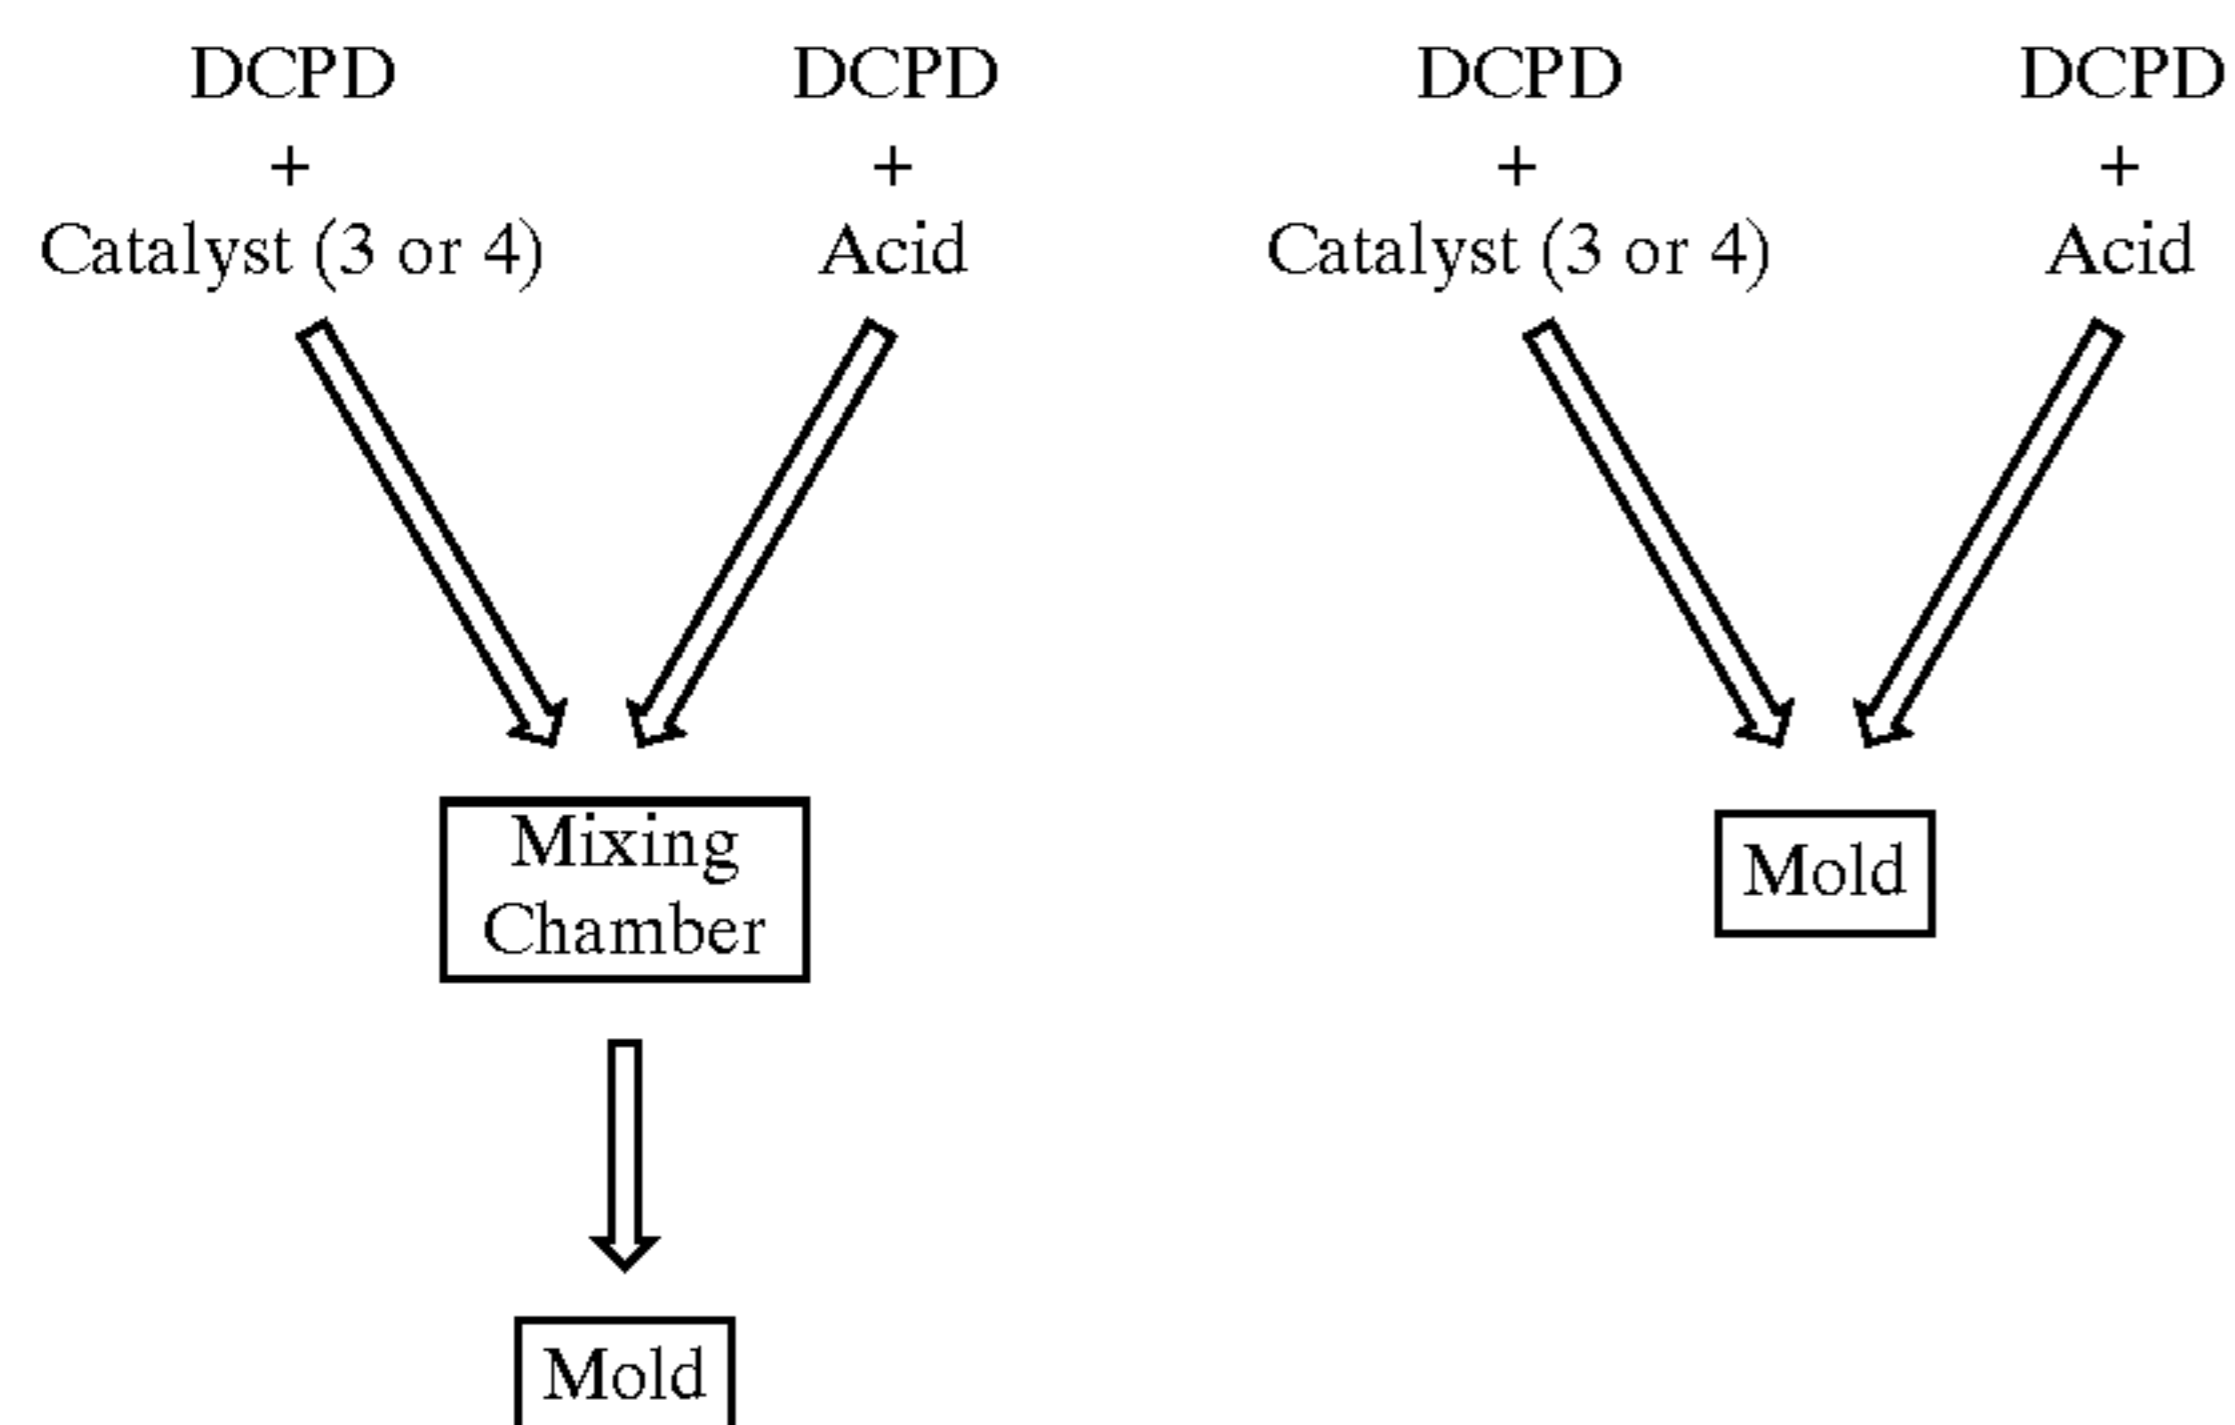 DCPD
+
Catalyst (3 or 4)
DCPD
+
Acid
Mixing
Chamber
Mold
DCPD
+
Catalyst (3 or 4)
DCPD
+
Acid
Mold